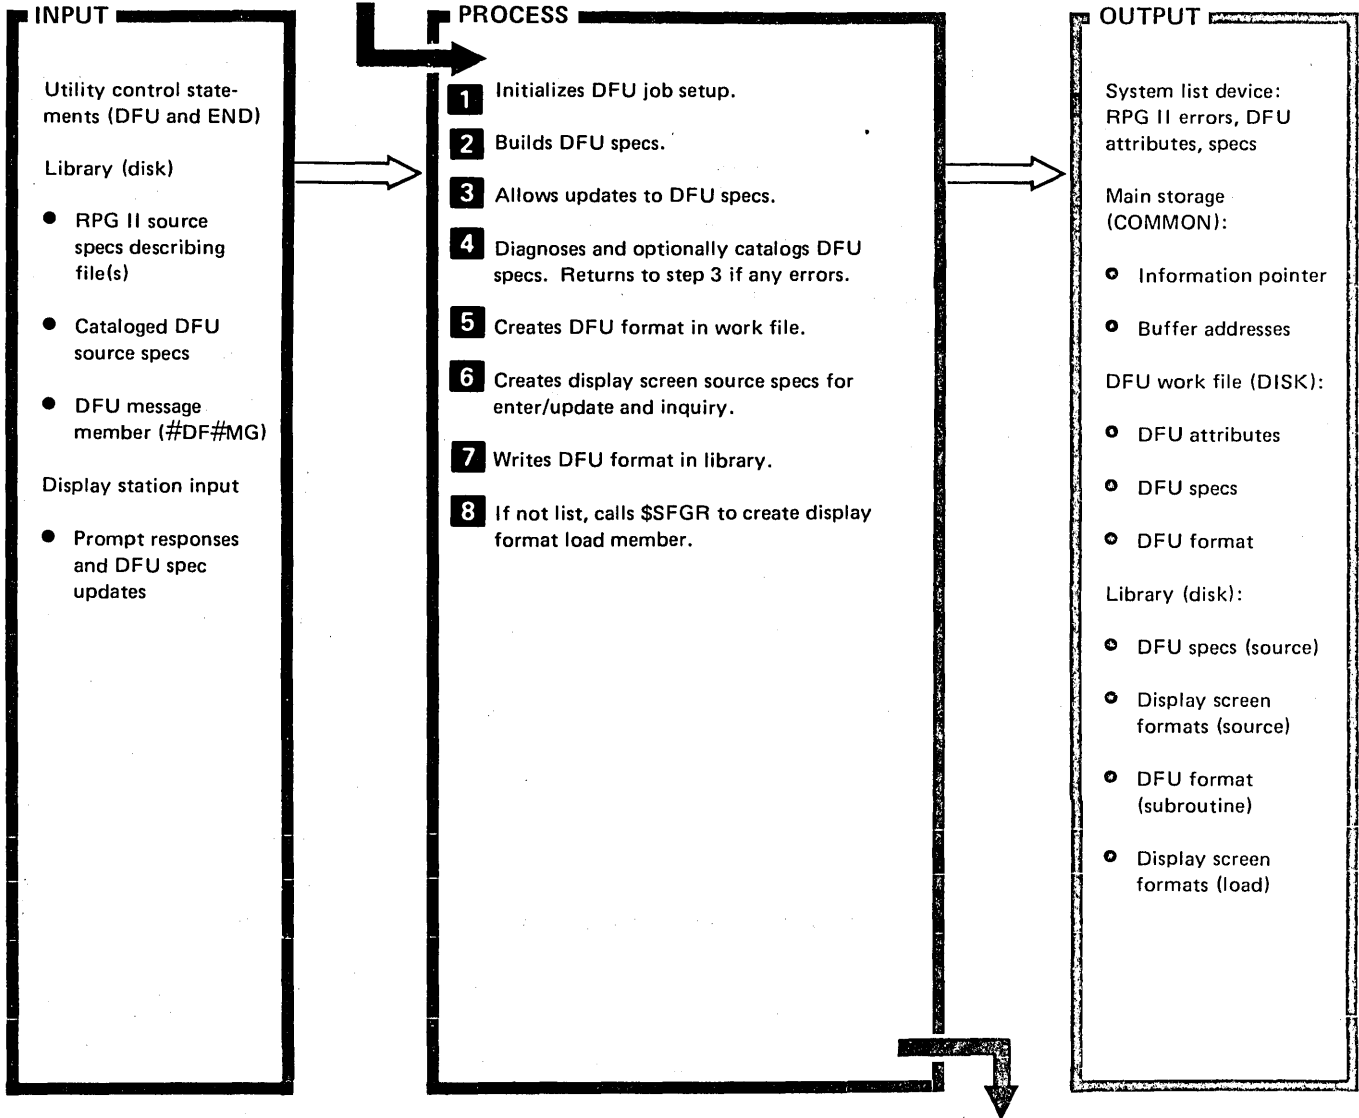 INPUT
Utility control state-
ments (DFU and END)
Library (disk)
● RPG II source
specs describing
file(s)
● Cataloged DFU
source specs
● DFU message
member (#DF#MG)
Display station input
● Prompt responses
and DFU spec
updates
PROCESS
1 Initializes DFU job setup.
2 Builds DFU specs.
3 Allows updates to DFU specs.
4 Diagnoses and optionally catalogs DFU
specs. Returns to step 3 if any errors.
5 Creates DFU format in work file.
6 Creates display screen source specs for
enter/update and inquiry.
7 Writes DFU format in library.
8 If not list, calls $SFGR to create display
format load member.
OUTPUT
System list device:
RPG II errors, DFU
attributes, specs
Main storage
(COMMON):
● Information pointer
● Buffer addresses
DFU work file (DISK):
● DFU attributes
● DFU specs
● DFU format
Library (disk):
● DFU specs (source)
● Display screen
formats (source)
● DFU format
(subroutine)
● Display screen
formats (load)